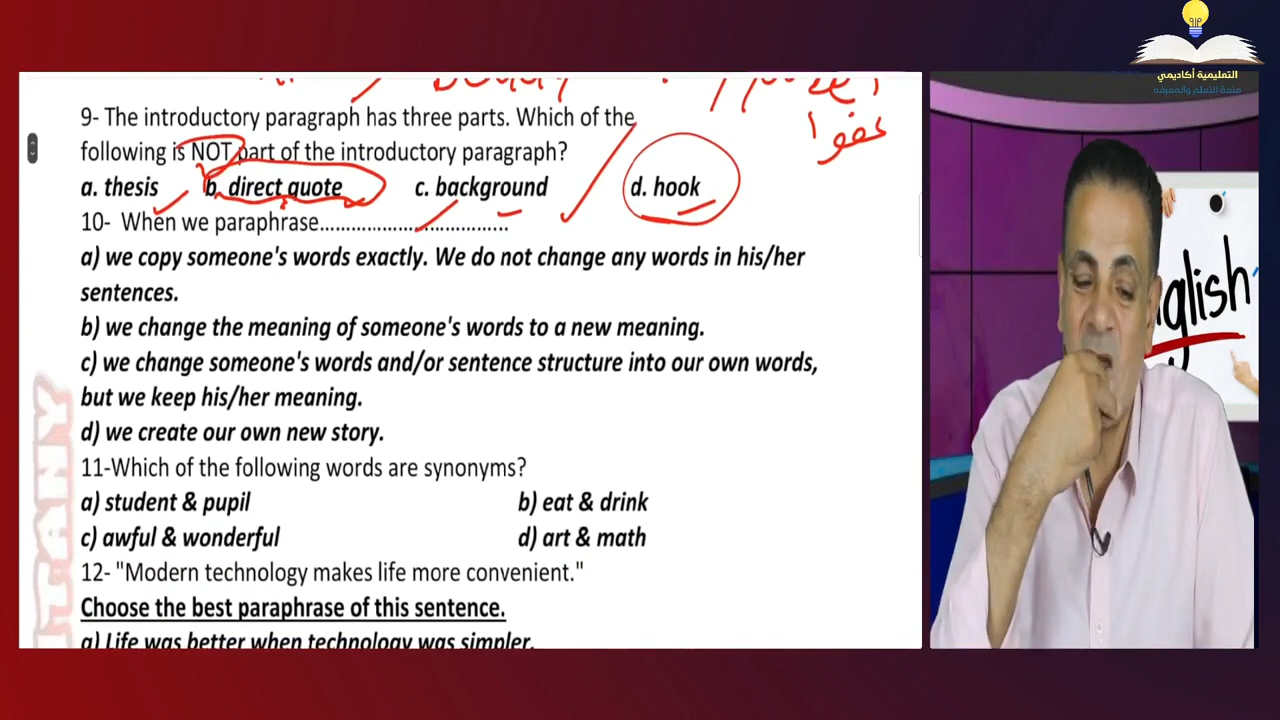 التعليمية أكاديمي
منصة التعلم والمعرفه
عفوا
9- The introductory paragraph has three parts. Which of the
following is NOT part of the introductory paragraph?
a. thesis b. direct quote c. background d. hook
10- When we paraphrase....................................
a) we copy someone's words exactly. We do not change any words in his/her
sentences.
b) we change the meaning of someone's words to a new meaning.
c) we change someone's words and/or sentence structure into our own words,
but we keep his/her meaning.
d) we create our own new story.
11-Which of the following words are synonyms?
a) student & pupil b) eat & drink
c) awful & wonderful d) art & math
12- "Modern technology makes life more convenient."
Choose the best paraphrase of this sentence.
a) Life was better when technology was simpler.
glish
ITANY